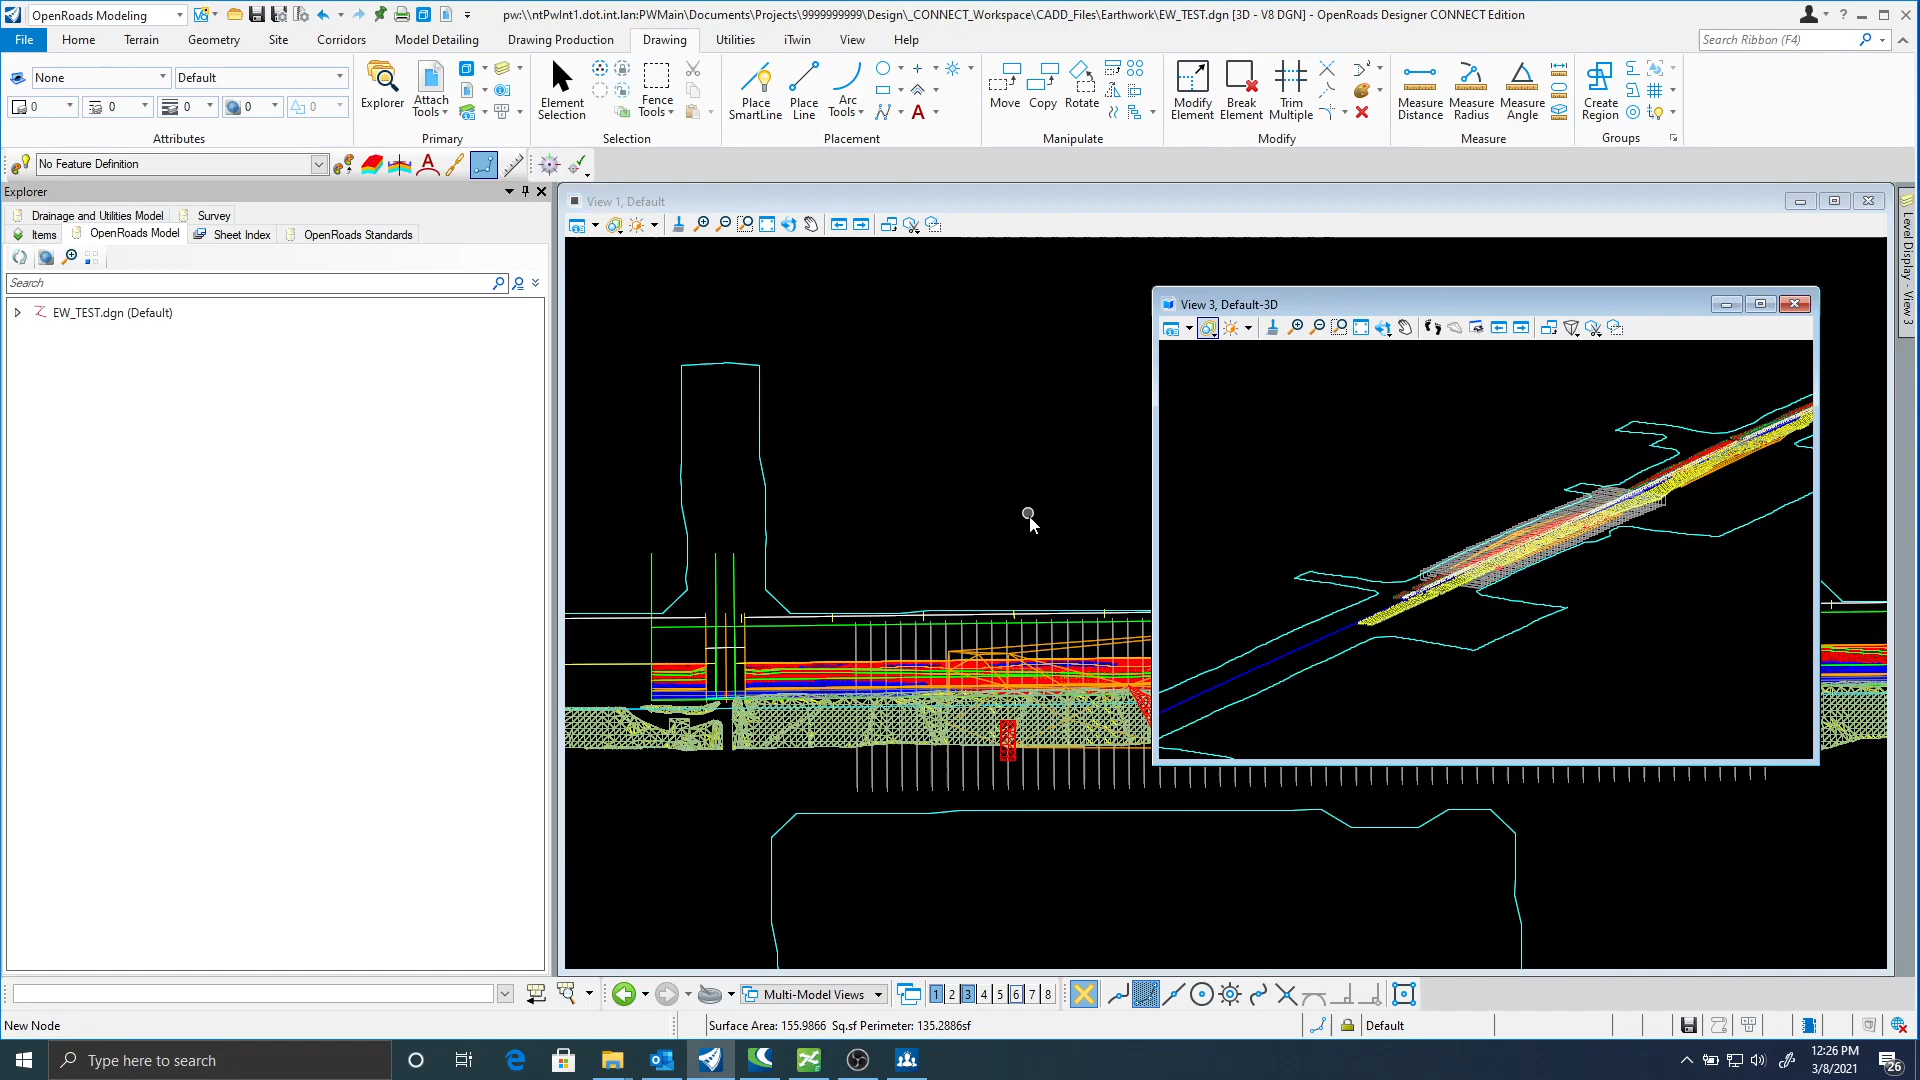 OpenRoads Modeling
pw:\\ntPwInt1.dot.int.lan:PWMain\Documents\Projects\9999999999\Design\_CONNECT_Workspace\CADD_Files\Earthwork\EW_TEST.dgn [3D - V8 DGN] - OpenRoads Designer CONNECT Edition
File Home Terrain Geometry Site Corridors Model Detailing Drawing Production Drawing Utilities iTwin View Help
Search Ribbon (F4)
None Default
0 0 0 0 0
Attributes
Explorer
Attach Tools
Primary
Element Selection
Fence Tools
Selection
Place SmartLine
Place Line
Arc Tools
Placement
Move Copy Rotate
Manipulate
Modify Element
Break Element
Trim Multiple
Modify
Measure Distance
Measure Radius
Measure Angle
Measure
Create Region
Groups
No Feature Definition
Explorer
Drainage and Utilities Model Survey
Items OpenRoads Model Sheet Index OpenRoads Standards
Search
EW_TEST.dgn (Default)
View 1, Default
View 3, Default-3D
Level Display - View 3
Multi-Model Views
1 2 3 4 5 6 7 8
New Node
Surface Area: 155.9866 Sq.sf Perimeter: 135.2886sf
Default
Type here to search
12:26 PM
3/8/2021
26